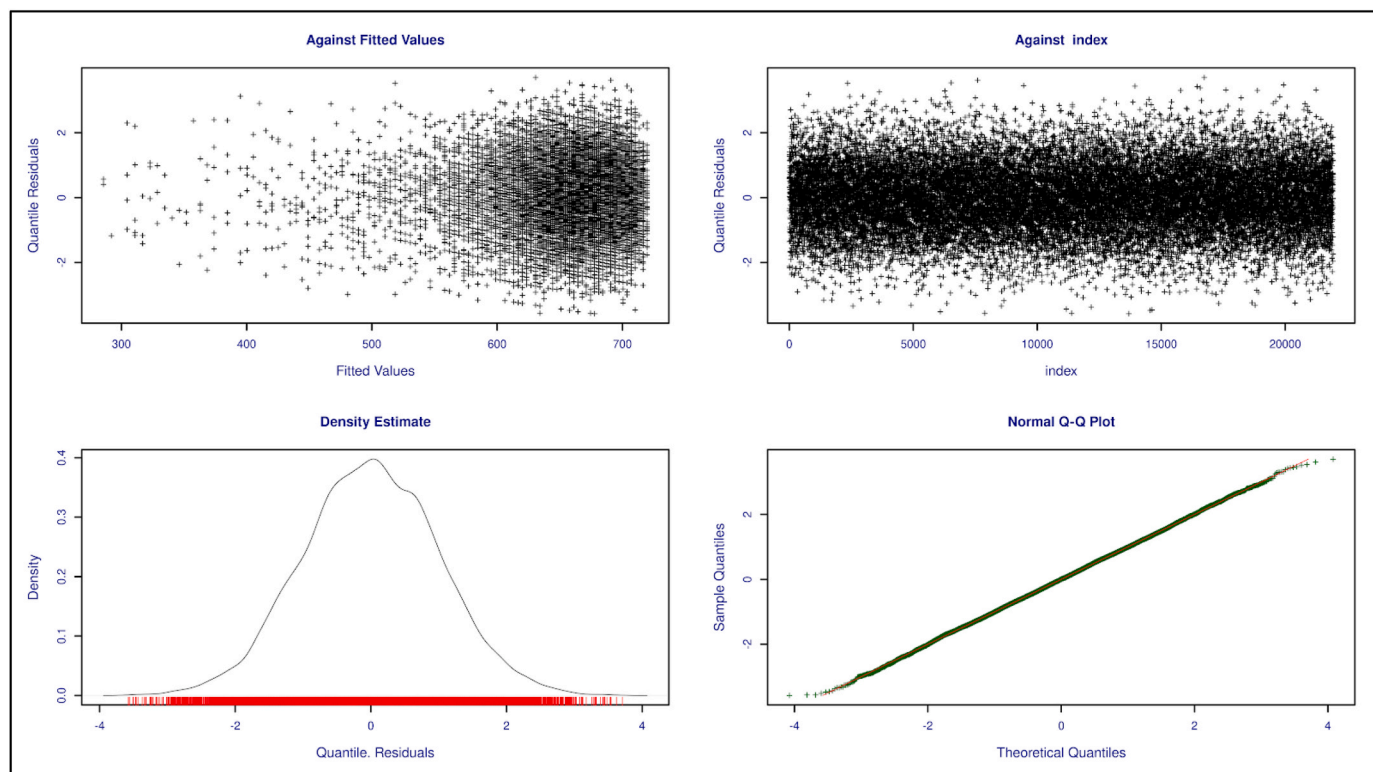 Against Fitted Values
Quantile Residuals
2
0
-2
300 400 500 600 700
Fitted Values
Against index
Quantile Residuals
2
0
-2
0 5000 10000 15000 20000
index
Density Estimate
Density
0.4
0.3
0.2
0.1
0.0
-4 -2 0 2 4
Quantile. Residuals
Normal Q-Q Plot
Sample Quantiles
2
0
-2
-4 -2 0 2 4
Theoretical Quantiles